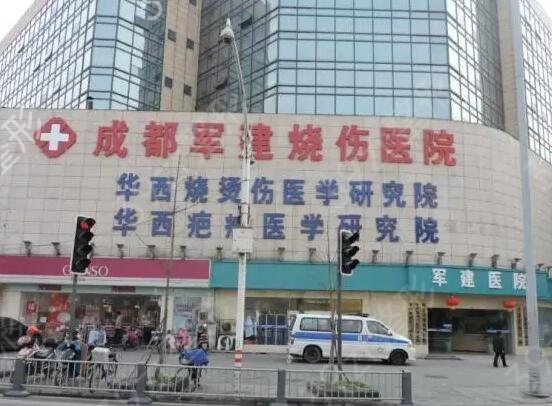 成都军建烧伤医院
华西烧烫伤医学研究院
华西疤痕医学研究院
军建医院